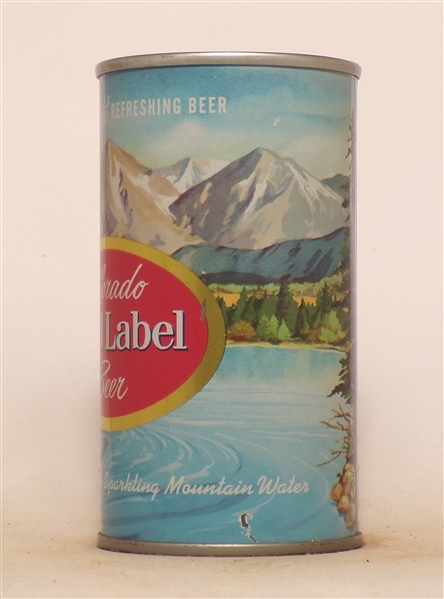 REFRESHING BEER
orado
Label
Beer
Sparkling Mountain Water